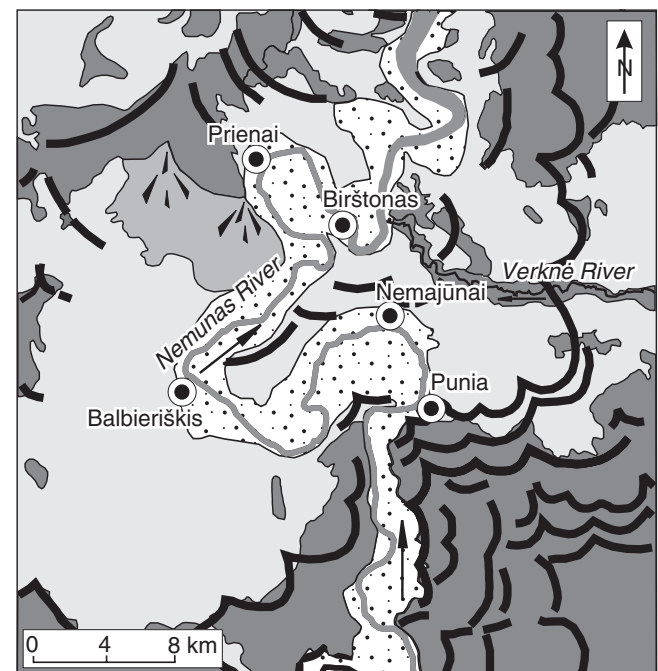 N
Prienai
Birštonas
Verknė River
Nemunas River
Nemajūnai
Punia
Balbieriškis
0 4 8 km